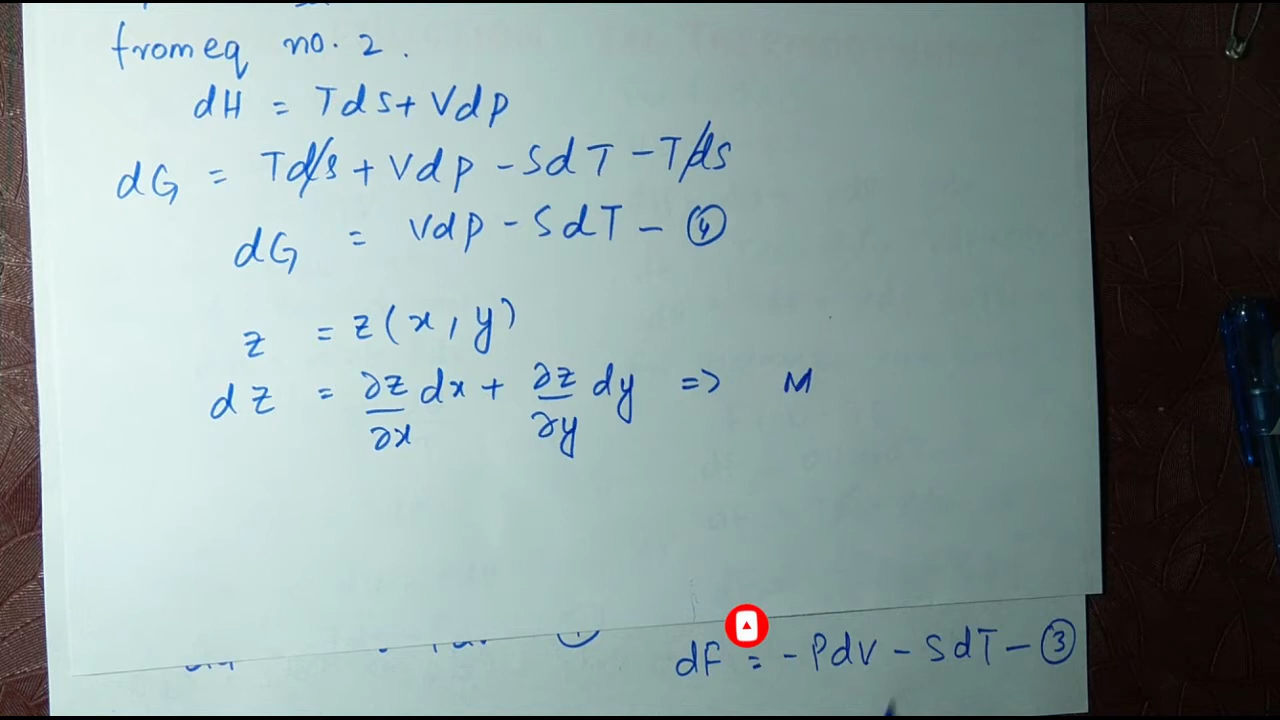 from eq no. 2.
dH = Tds + Vdp
dG = Tds + Vdp - SdT - Tds
dG = Vdp - SdT - ④
z = z(x, y)
dz = ∂z/∂x dx + ∂z/∂y dy => M
dF = - PdV - SdT - ③